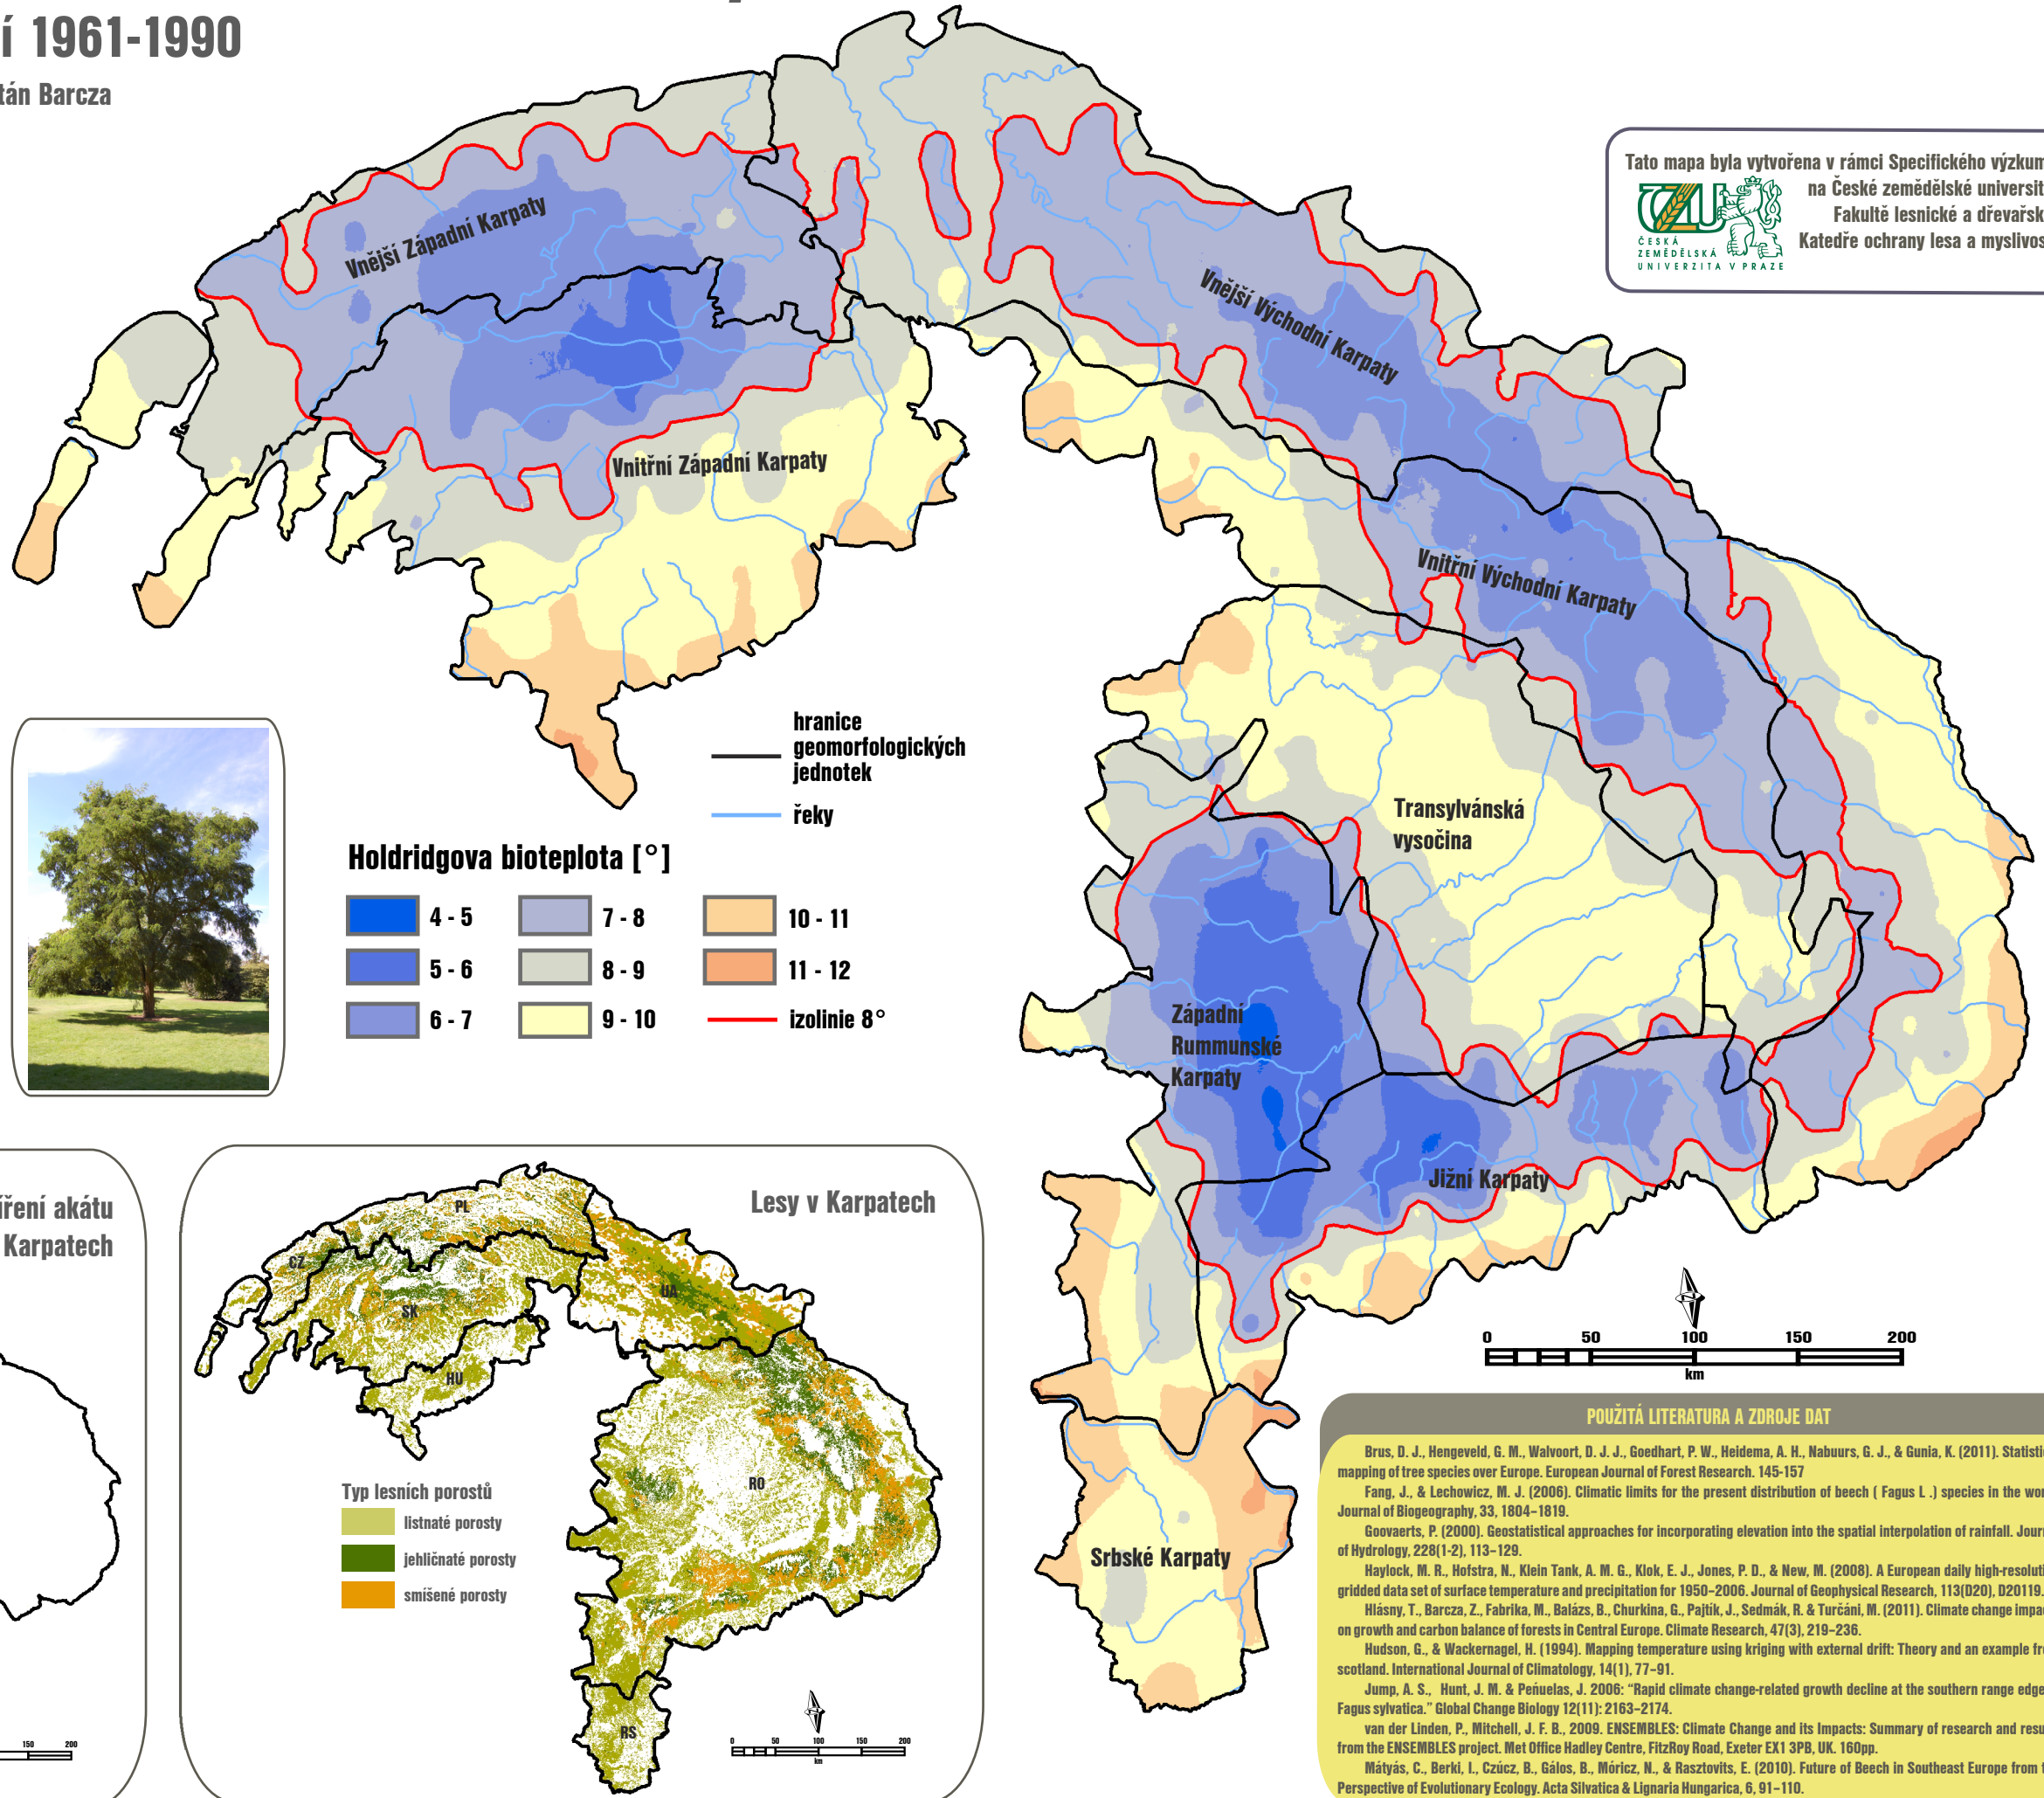 í 1961-1990
tán Barcza
Tato mapa byla vytvořena v rámci Specifického výzkum
na České zemědělské universit
Fakultě lesnické a dřevařsk
Katedře ochrany lesa a myslivos
ČESKÁ
ZEMĚDĚLSKÁ
UNIVERZITA V PRAZE
Vnější Západní Karpaty
Vnitřní Západní Karpaty
Vnější Východní Karpaty
Vnitřní Východní Karpaty
Transylvánská
vysočina
Západní
Rummunské
Karpaty
Jižní Karpaty
Srbské Karpaty
hranice
geomorfologických
jednotek
řeky
Holdridgova bioteplota [°]
4 - 5
7 - 8
10 - 11
5 - 6
8 - 9
11 - 12
6 - 7
9 - 10
izolinie 8°
0 50 100 150 200
km
íření akátu
Karpatech
150 200
Lesy v Karpatech
PL
CZ
SK
UA
HU
RO
RS
Typ lesních porostů
listnaté porosty
jehličnaté porosty
smíšené porosty
0 50 100 150 200
km
POUŽITÁ LITERATURA A ZDROJE DAT
Brus, D. J., Hengeveld, G. M., Walvoort, D. J. J., Goedhart, P. W., Heidema, A. H., Nabuurs, G. J., & Gunia, K. (2011). Statisti
mapping of tree species over Europe. European Journal of Forest Research. 145-157
Fang, J., & Lechowicz, M. J. (2006). Climatic limits for the present distribution of beech ( Fagus L .) species in the wor
Journal of Biogeography, 33, 1804–1819.
Goovaerts, P. (2000). Geostatistical approaches for incorporating elevation into the spatial interpolation of rainfall. Jour
of Hydrology, 228(1-2), 113–129.
Haylock, M. R., Hofstra, N., Klein Tank, A. M. G., Klok, E. J., Jones, P. D., & New, M. (2008). A European daily high-resoluti
gridded data set of surface temperature and precipitation for 1950–2006. Journal of Geophysical Research, 113(D20), D20119.
Hlásny, T., Barcza, Z., Fabrika, M., Balázs, B., Churkina, G., Pajtík, J., Sedmák, R. & Turčáni, M. (2011). Climate change impac
on growth and carbon balance of forests in Central Europe. Climate Research, 47(3), 219–236.
Hudson, G., & Wackernagel, H. (1994). Mapping temperature using kriging with external drift: Theory and an example fr
scotland. International Journal of Climatology, 14(1), 77–91.
Jump, A. S., Hunt, J. M. & Peńuelas, J. 2006: “Rapid climate change-related growth decline at the southern range edge
Fagus sylvatica.” Global Change Biology 12(11): 2163–2174.
van der Linden, P., Mitchell, J. F. B., 2009. ENSEMBLES: Climate Change and its Impacts: Summary of research and resu
from the ENSEMBLES project. Met Office Hadley Centre, FitzRoy Road, Exeter EX1 3PB, UK. 160pp.
Mátyás, C., Berki, I., Czúcz, B., Gálos, B., Móricz, N., & Rasztovits, E. (2010). Future of Beech in Southeast Europe from t
Perspective of Evolutionary Ecology. Acta Silvatica & Lignaria Hungarica, 6, 91–110.